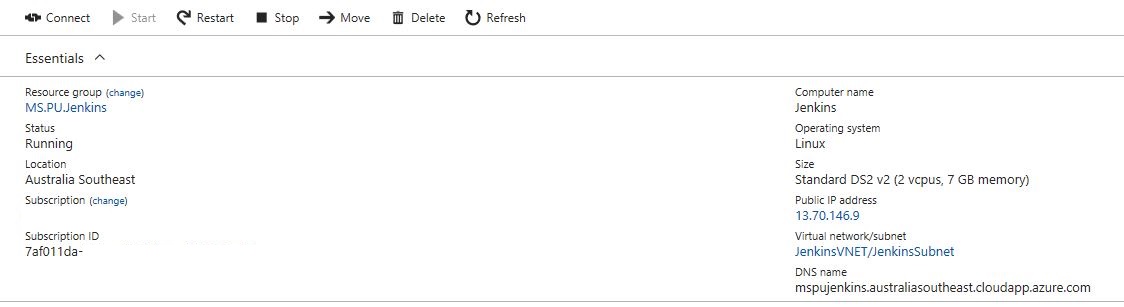 Connect Start Restart Stop Move Delete Refresh
Essentials
Resource group (change)
MS.PU.Jenkins
Status
Running
Location
Australia Southeast
Subscription (change)
Subscription ID
7af011da-
Computer name
Jenkins
Operating system
Linux
Size
Standard DS2 v2 (2 vcpus, 7 GB memory)
Public IP address
13.70.146.9
Virtual network/subnet
JenkinsVNET/JenkinsSubnet
DNS name
mspujenkins.australiasoutheast.cloudapp.azure.com